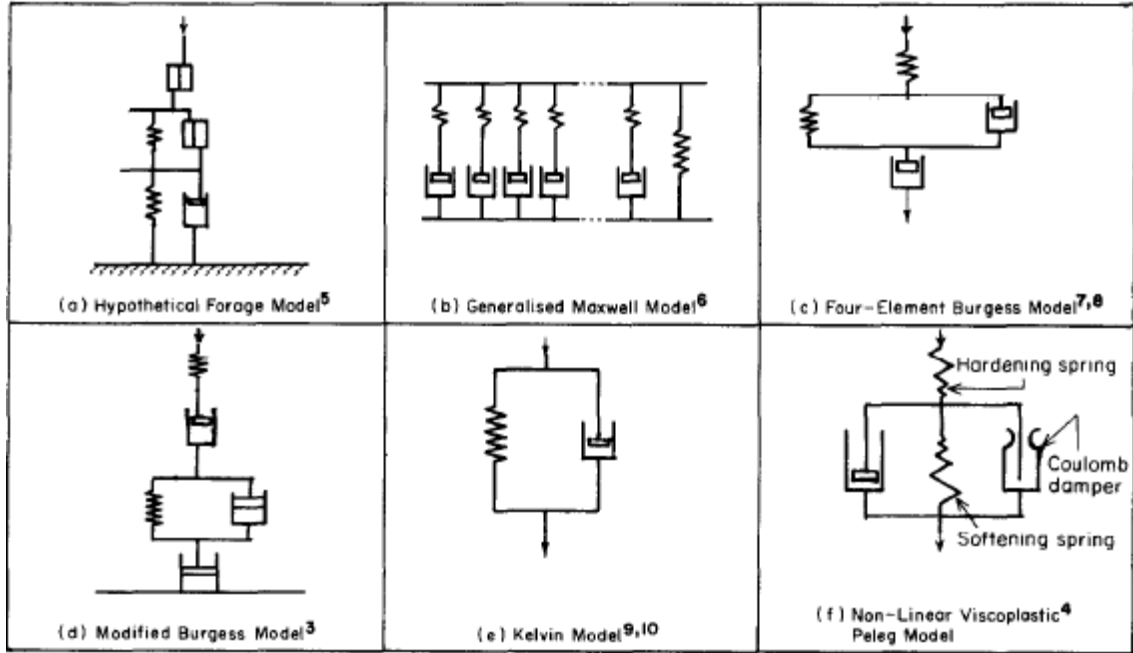 (a) Hypothetical Forage Model5
(b) Generalised Maxwell Model6
(c) Four-Element Burgess Model7,8
(d) Modified Burgess Model3
(e) Kelvin Model9,10
Hardening spring
Coulomb
damper
Softening spring
(f) Non-Linear Viscoplastic4
Peleg Model